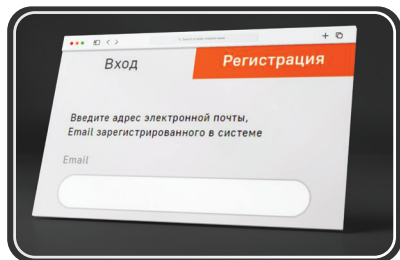 Вход
Регистрация
Введите адрес электронной почты,
Email зарегистрированного в системе
Email